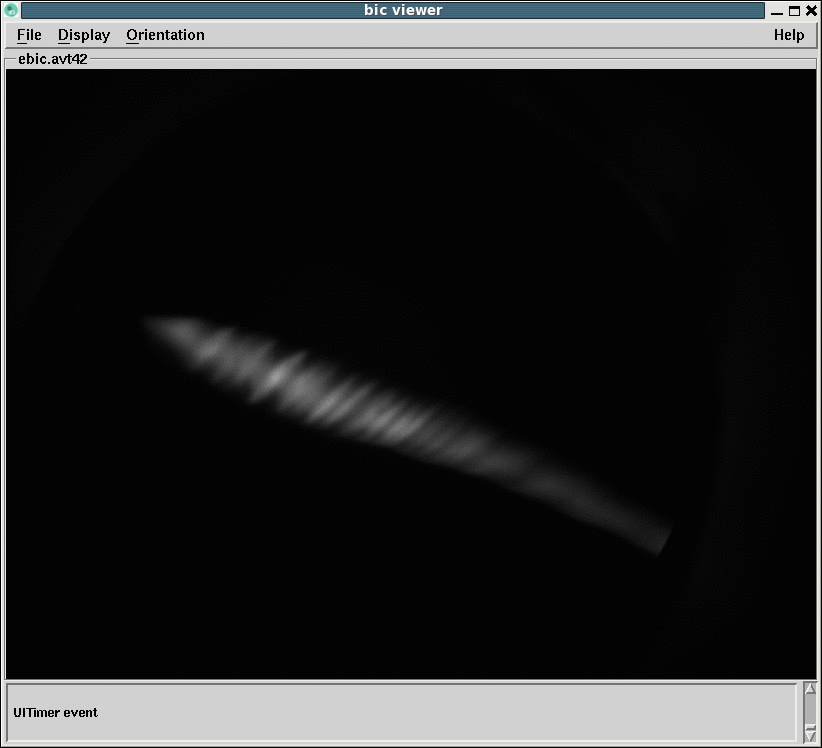 bic viewer
File Display Orientation Help
ebic.avt42
UITimer event